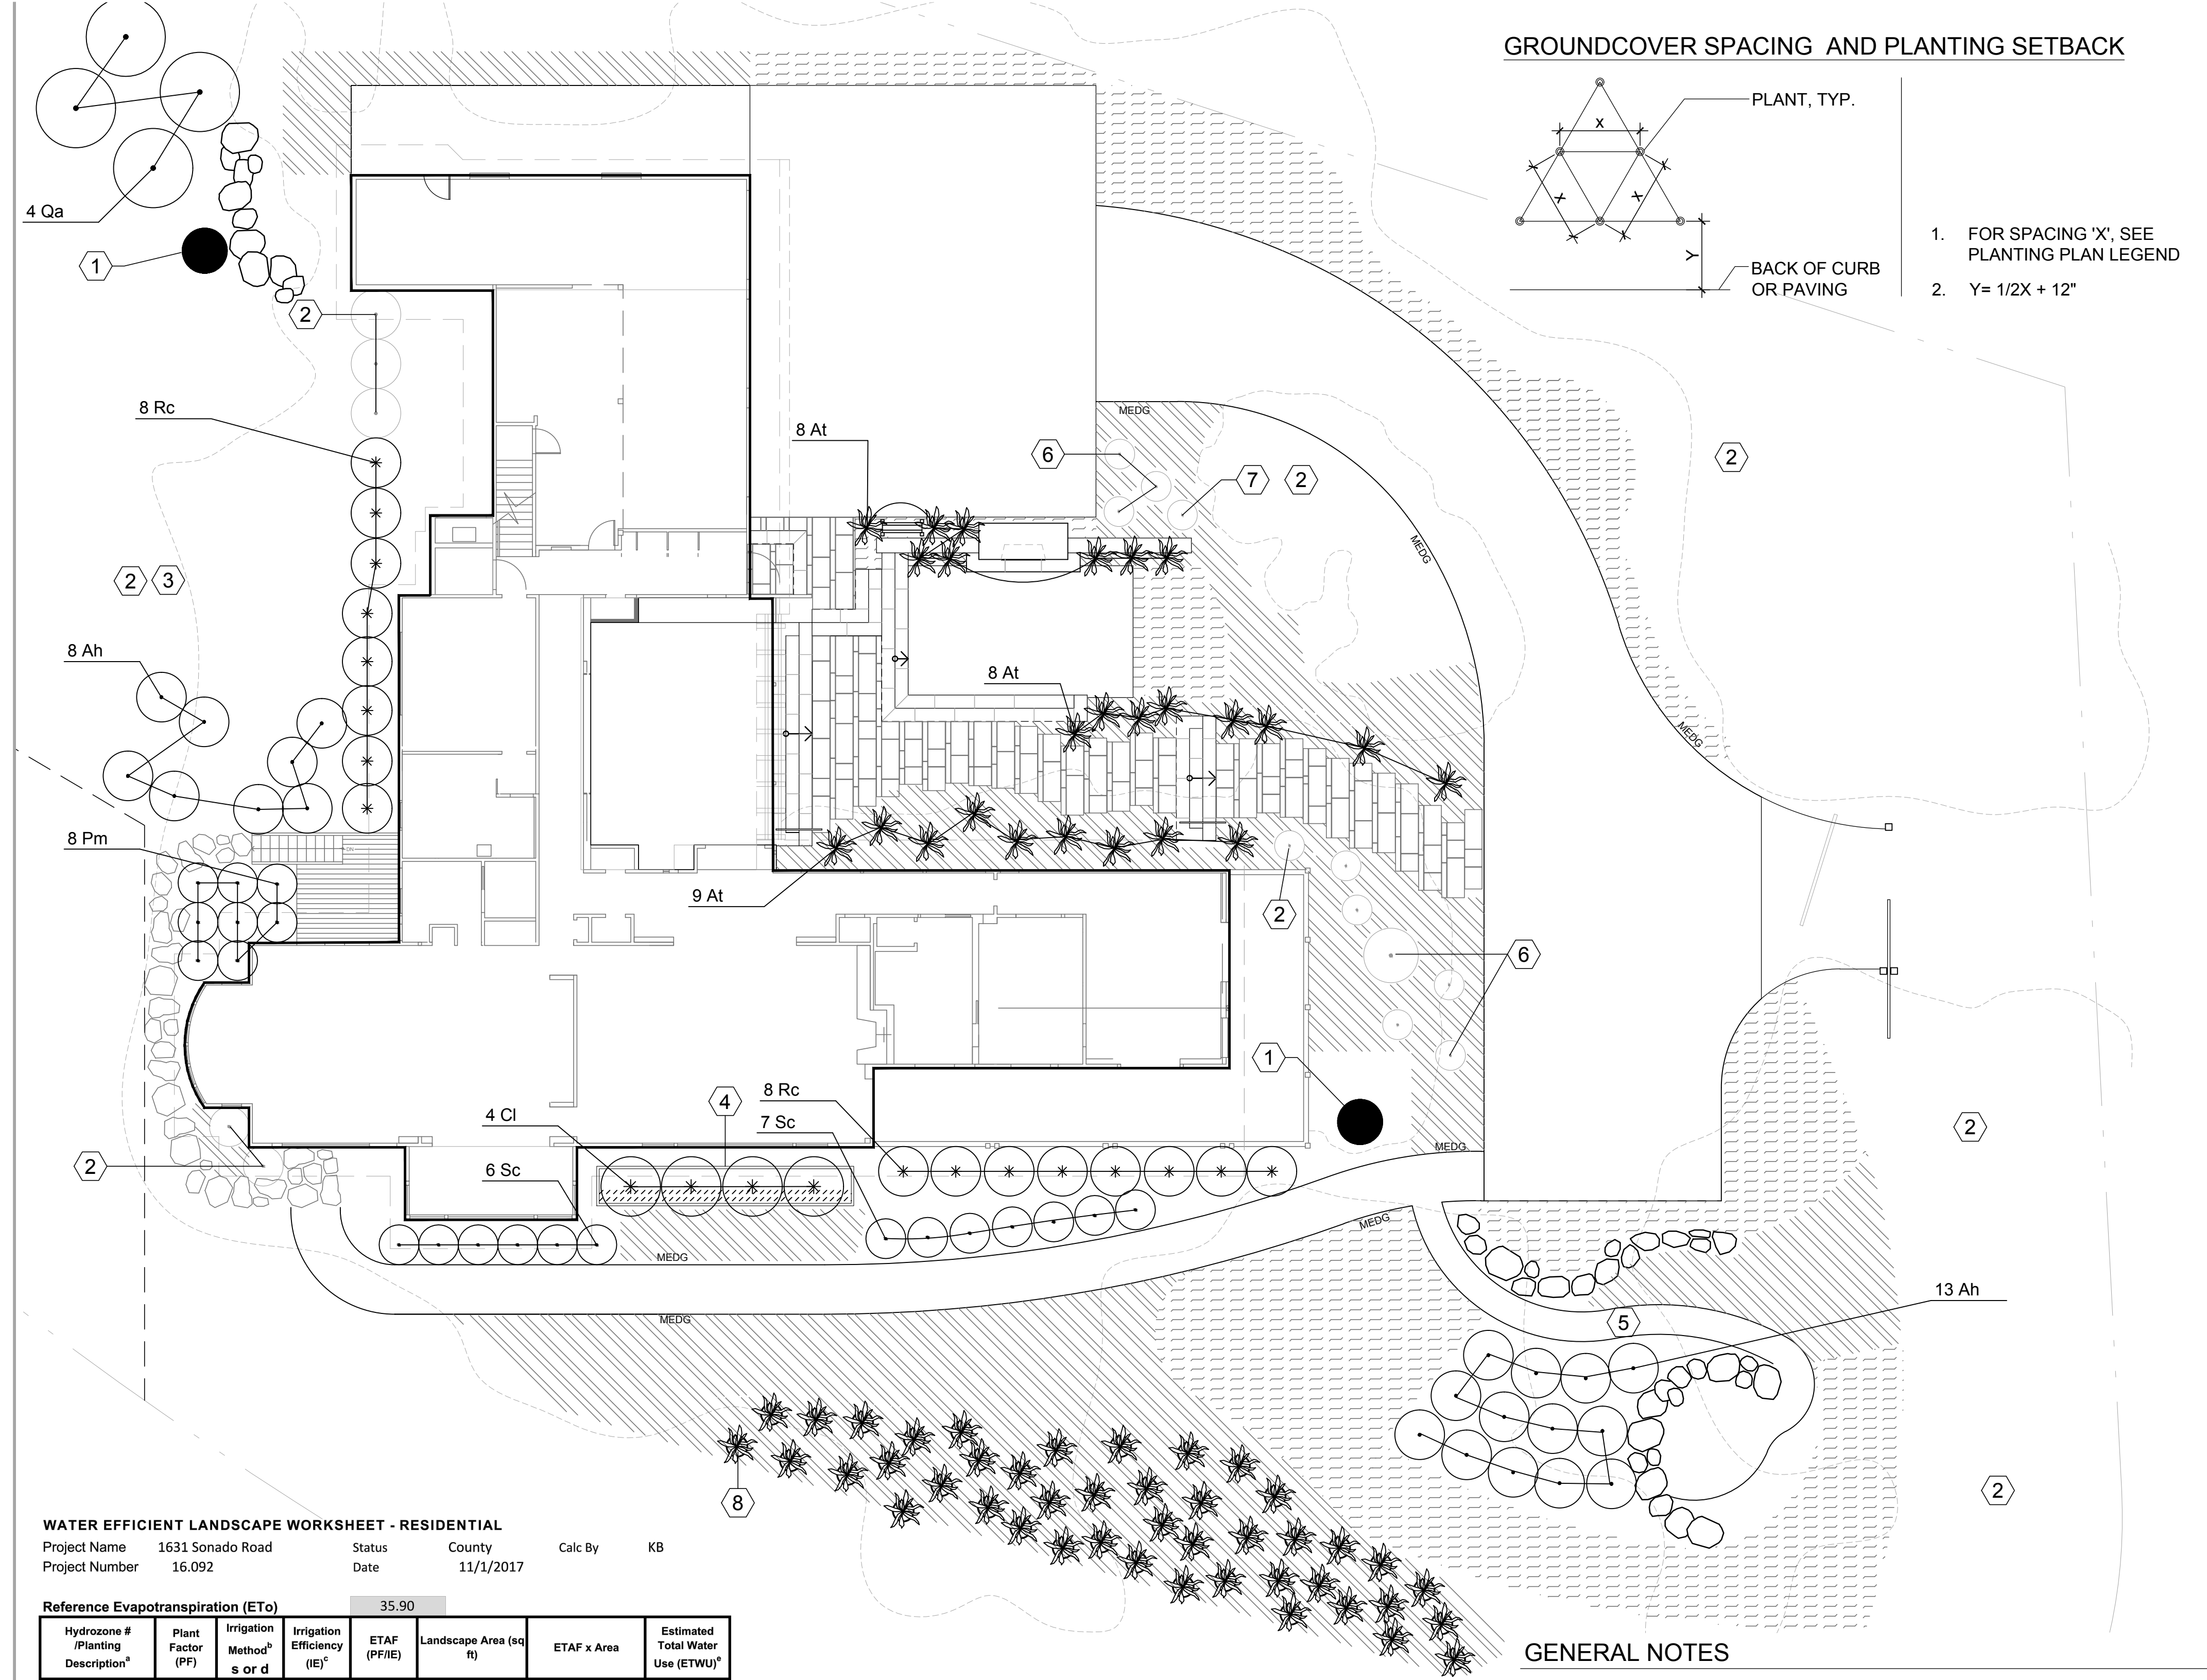 GROUNDCOVER SPACING AND PLANTING SETBACK
PLANT, TYP.
X
X
X
Y
BACK OF CURB
OR PAVING
1. FOR SPACING 'X', SEE
PLANTING PLAN LEGEND
2. Y= 1/2X + 12"
4 Qa
1
2
8 Rc
8 At
MEDG
6
7
2
2
MEDG
2
3
8 Ah
8 At
MEDG
8 Pm
DN
9 At
2
6
1
4
8 Rc
7 Sc
4 Cl
2
2
MEDG
6 Sc
MEDG
MEDG
13 Ah
5
MEDG
8
2
WATER EFFICIENT LANDSCAPE WORKSHEET - RESIDENTIAL
Project Name 1631 Sonado Road Status County Calc By KB
Project Number 16.092 Date 11/1/2017
Reference Evapotranspiration (ETo) 35.90
Hydrozone #
/Planting
Descriptionᵃ
Plant
Factor
(PF)
Irrigation
Methodᵇ
s or d
Irrigation
Efficiency
(IE)ᶜ
ETAF
(PF/IE)
Landscape Area (sq
ft)
ETAF x Area
Estimated
Total Water
Use (ETWU)ᵉ
GENERAL NOTES